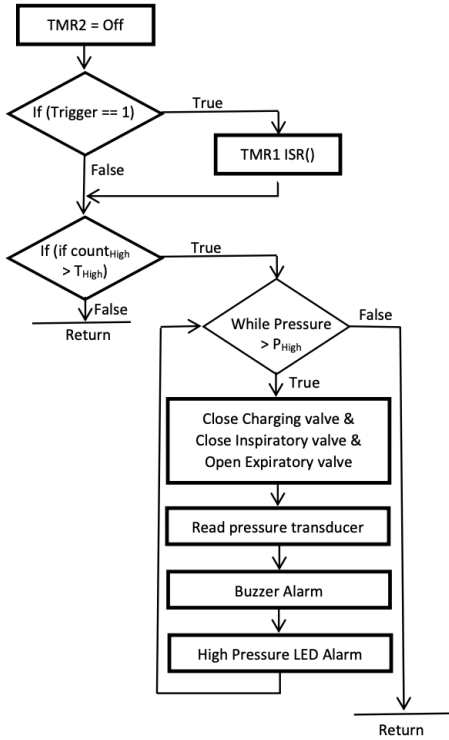 TMR2 = Off
If (Trigger == 1)
True
TMR1 ISR()
False
If (if countHigh
> THigh)
True
False
Return
While Pressure
> PHigh
False
True
Close Charging valve &
Close Inspiratory valve &
Open Expiratory valve
Read pressure transducer
Buzzer Alarm
High Pressure LED Alarm
Return